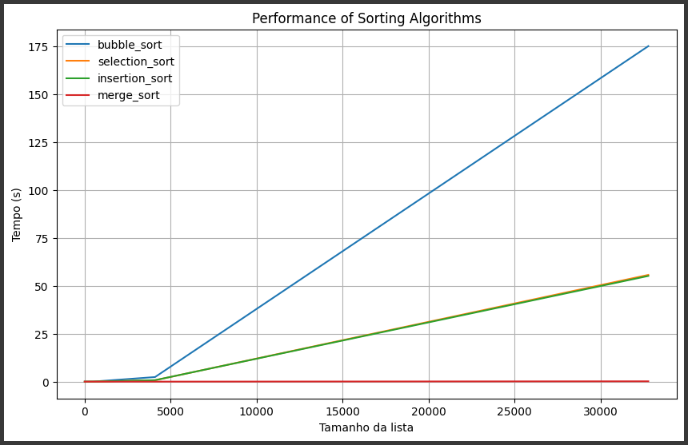 Performance of Sorting Algorithms
bubble_sort
selection_sort
insertion_sort
merge_sort
175
150
125
100
75
50
25
0
Tempo (s)
0 5000 10000 15000 20000 25000 30000
Tamanho da lista